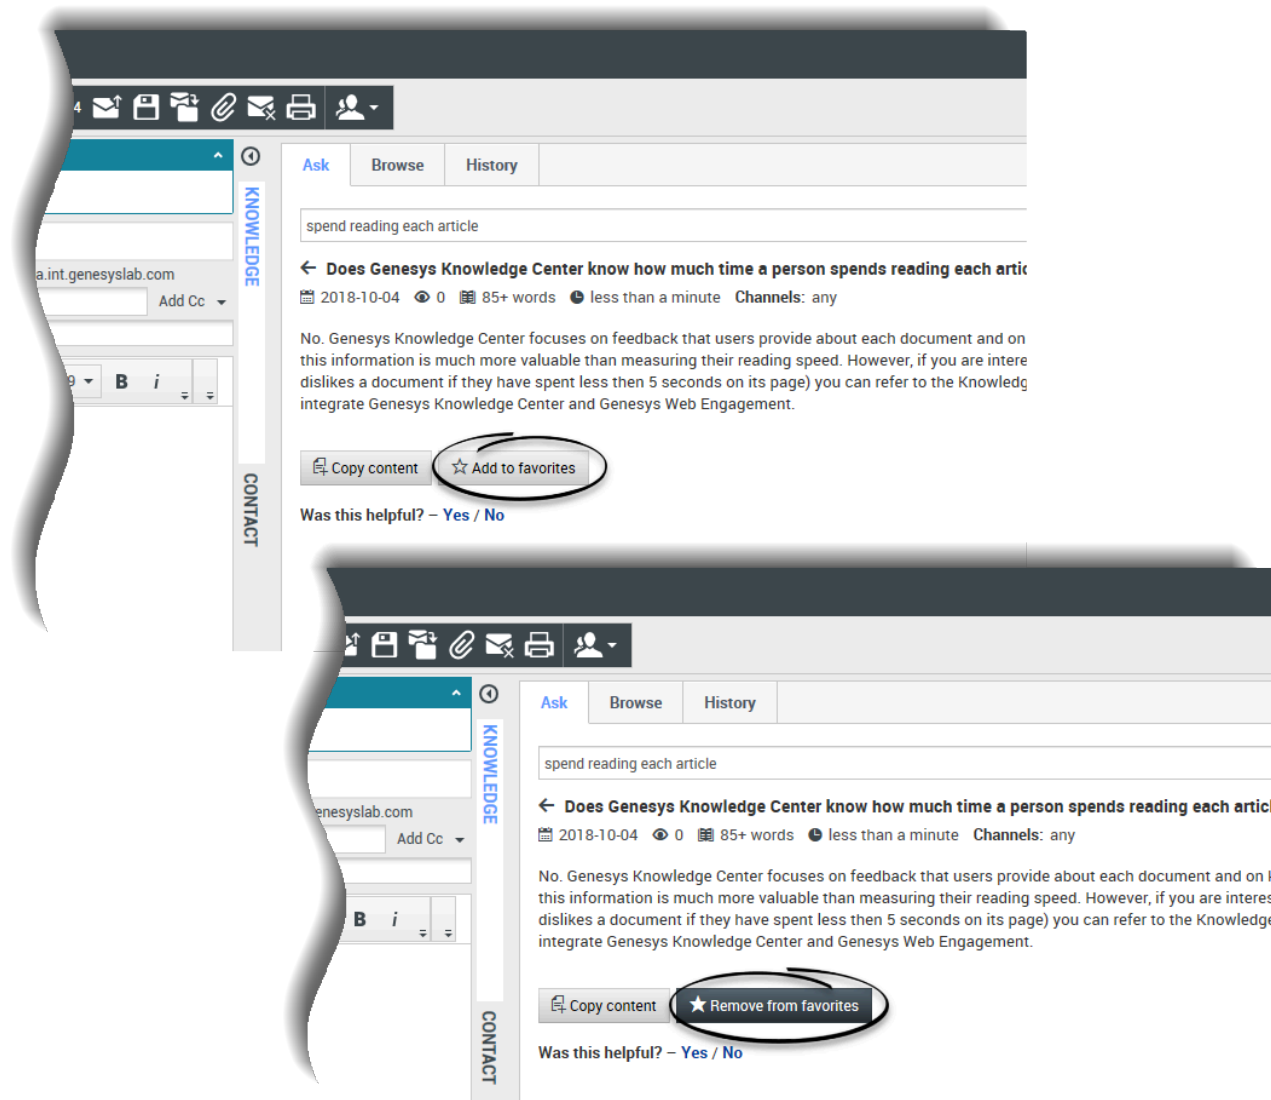 4
Ask Browse History
KNOWLEDGE
spend reading each article
Does Genesys Knowledge Center know how much time a person spends reading each
a.int.genesyslab.com
Add Cc
2018-10-04 0 85+ words less than a minute Channels: any
No. Genesys Knowledge Center focuses on feedback that users provide about each document and on
this information is much more valuable than measuring their reading speed. However, if you are
9 B i
dislikes a document if they have spent less then 5 seconds on its page) you can refer to the
integrate Genesys Knowledge Center and Genesys Web Engagement.
Copy content Add to favorites
CONTACT
Was this helpful? – Yes / No
Ask Browse History
KNOWLEDGE
spend reading each article
Does Genesys Knowledge Center know how much time a person spends reading each
enesyslab.com
Add Cc
2018-10-04 0 85+ words less than a minute Channels: any
No. Genesys Knowledge Center focuses on feedback that users provide about each document and on
this information is much more valuable than measuring their reading speed. However, if you are
B i
dislikes a document if they have spent less then 5 seconds on its page) you can refer to the Knowledge
integrate Genesys Knowledge Center and Genesys Web Engagement.
Copy content Remove from favorites
CONTACT
Was this helpful? – Yes / No